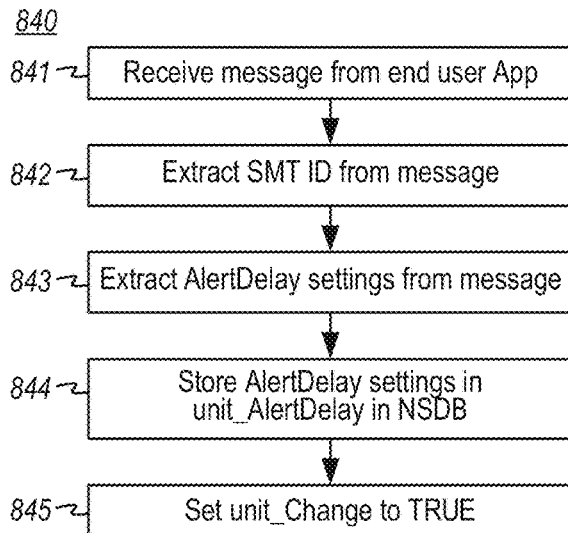 840
841 Receive message from end user App
842 Extract SMT ID from message
843 Extract AlertDelay settings from message
844 Store AlertDelay settings in
unit_AlertDelay in NSDB
845 Set unit_Change to TRUE